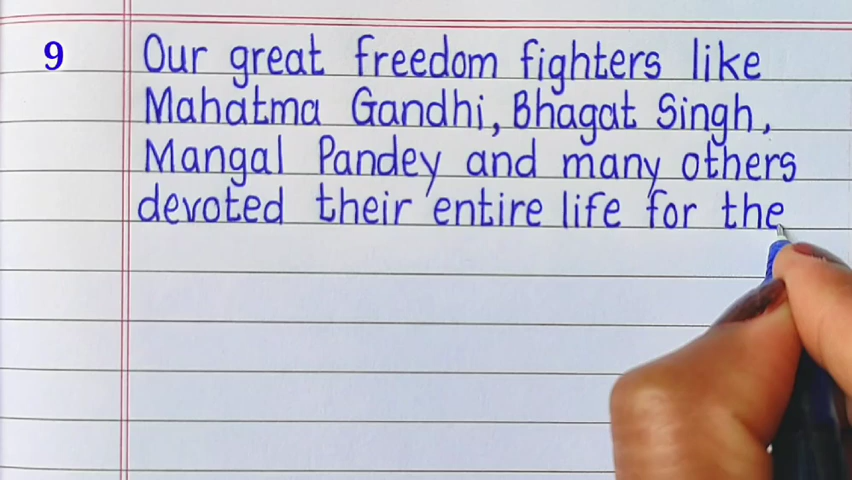 9 Our great freedom fighters like
Mahatma Gandhi, Bhagat Singh,
Mangal Pandey and many others
devoted their entire life for the